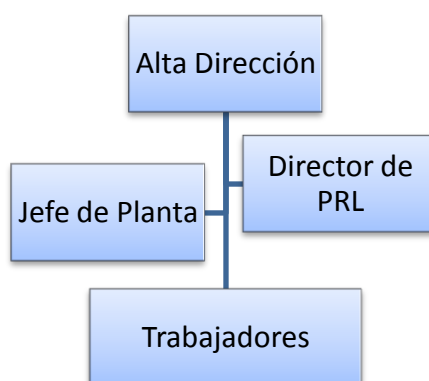 Alta Dirección
Director de
PRL
Jefe de Planta
Trabajadores